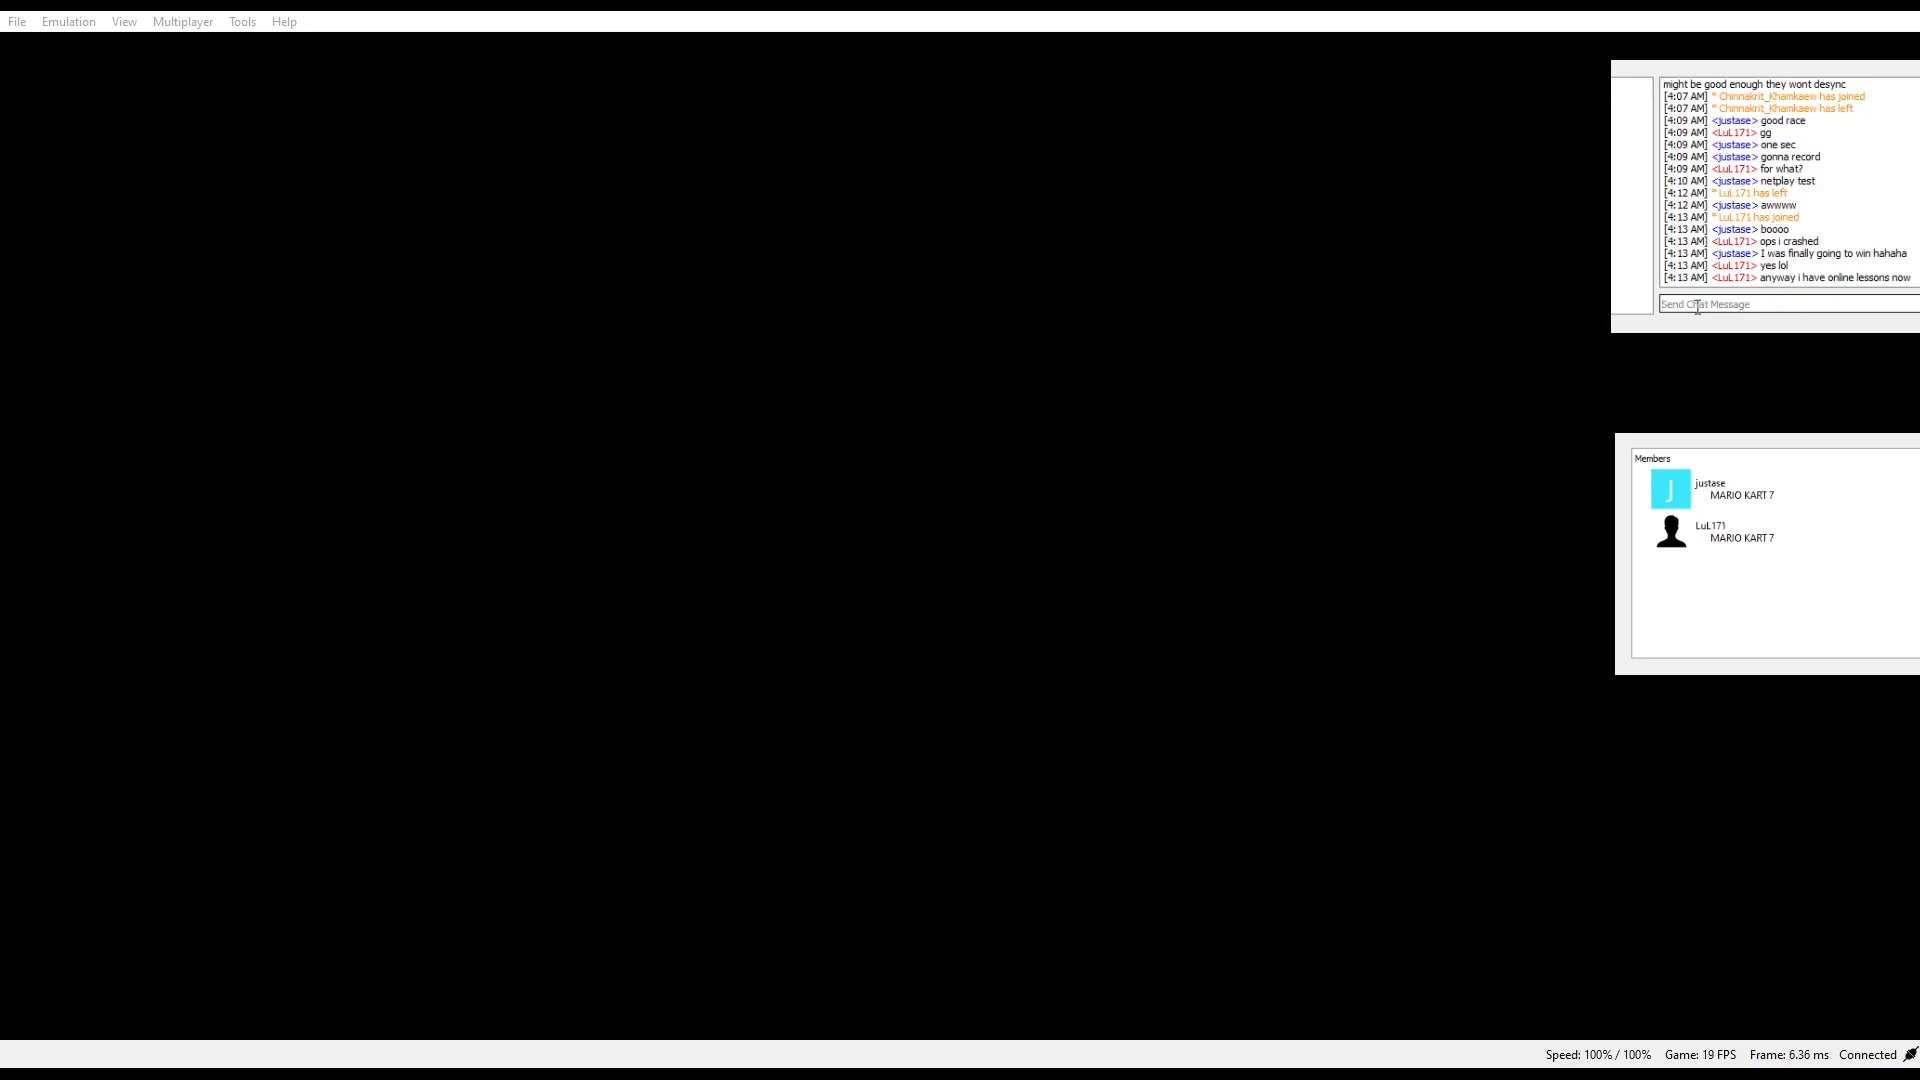 File Emulation View Multiplayer Tools Help
might be good enough they wont desync
[4:07 AM] * Chinnakrit_Khamkaew has joined
[4:07 AM] * Chinnakrit_Khamkaew has left
[4:09 AM] <justase> good race
[4:09 AM] <LuL171> gg
[4:09 AM] <justase> one sec
[4:09 AM] <justase> gonna record
[4:09 AM] <LuL171> for what?
[4:10 AM] <justase> netplay test
[4:12 AM] * LuL171 has left
[4:12 AM] <justase> awwww
[4:13 AM] * LuL171 has joined
[4:13 AM] <justase> boooo
[4:13 AM] <LuL171> ops i crashed
[4:13 AM] <justase> I was finally going to win hahaha
[4:13 AM] <LuL171> yes lol
[4:13 AM] <LuL171> anyway i have online lessons now
Send Chat Message
Members
J
justase
MARIO KART 7
LuL171
MARIO KART 7
Speed: 100% / 100% Game: 19 FPS Frame: 6.36 ms Connected